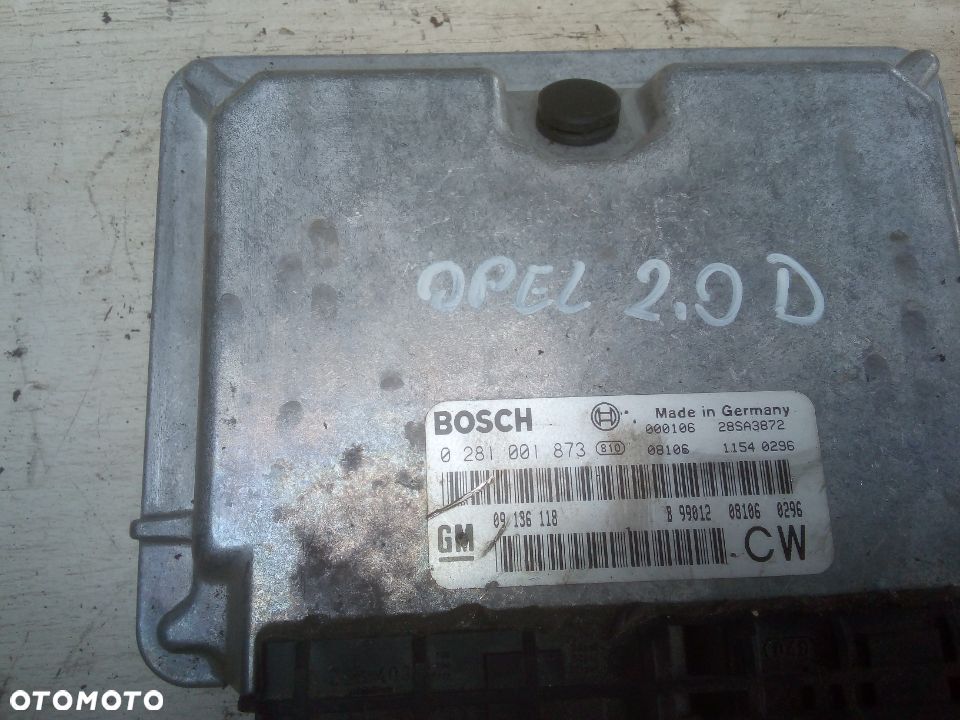 OPEL 2.0 D
BOSCH Made in Germany
000106 28SA3872
0 281 001 873 810 08106 1154 0296
09 136 118 B 99012 08106 0296
GM CW
OTOMOTO